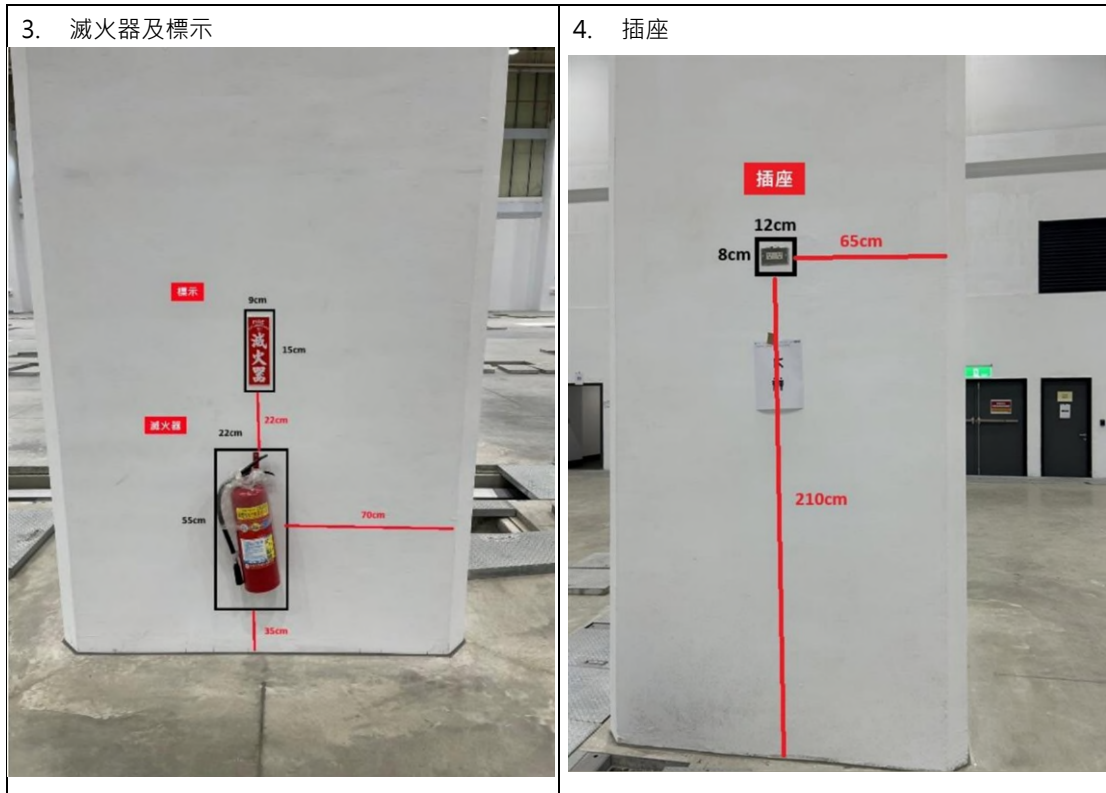 3. 滅火器及標示
標示
9cm
滅火器
15cm
22cm
滅火器
22cm
55cm
70cm
35cm
4. 插座
插座
12cm
8cm
65cm
210cm